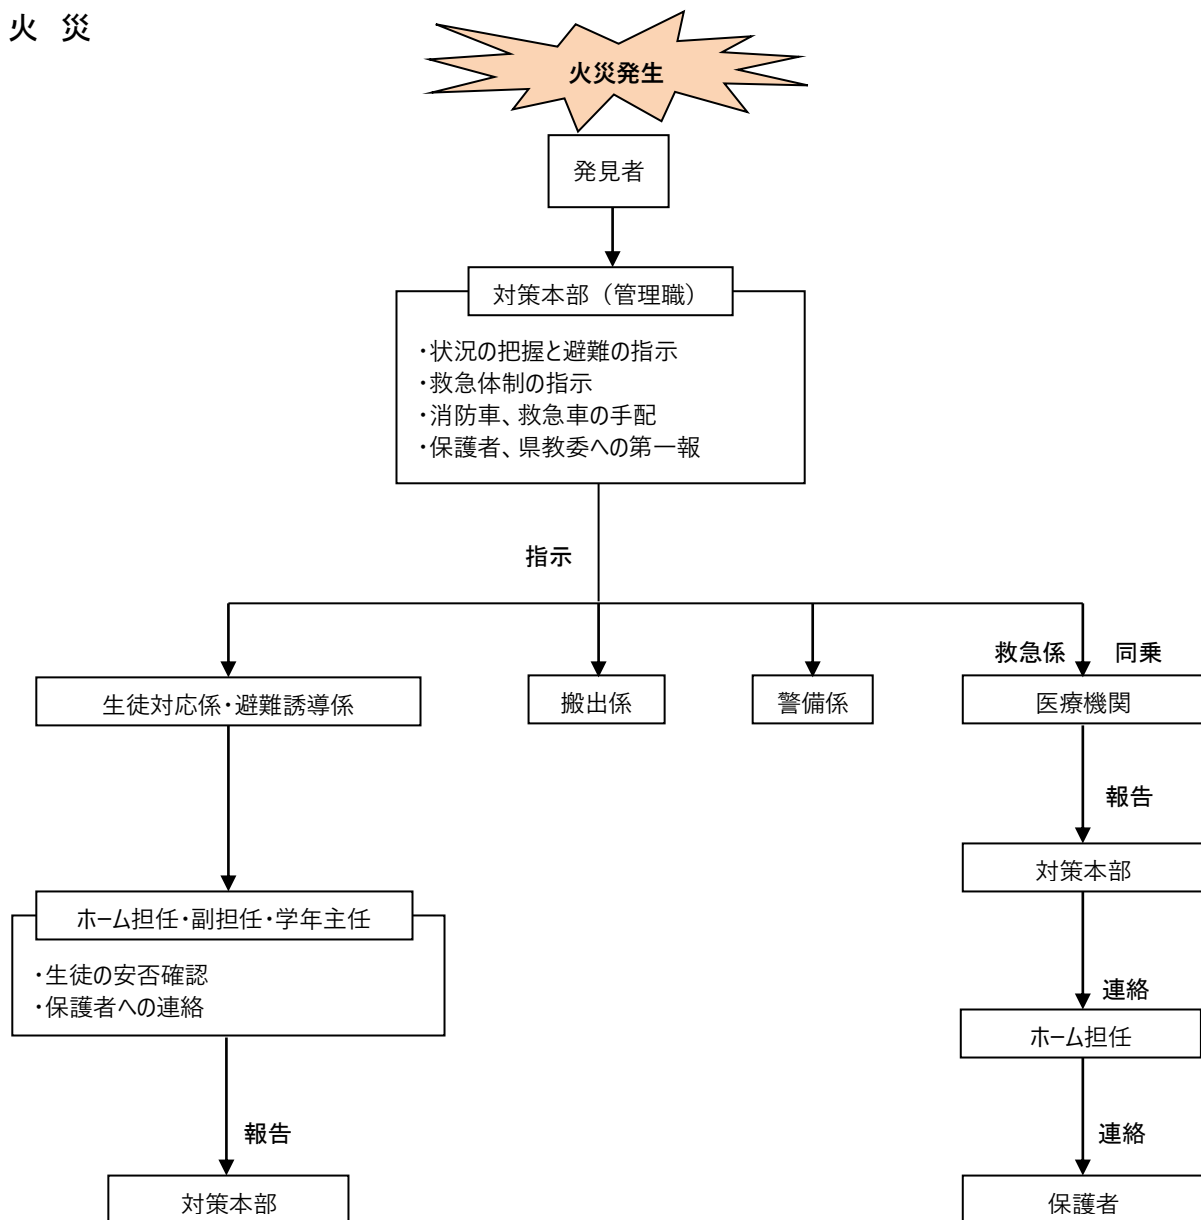 火 災
火災発生
発見者
対策本部（管理職）
・状況の把握と避難の指示
・救急体制の指示
・消防車、救急車の手配
・保護者、県教委への第一報
指示
救急係 同乗
生徒対応係・避難誘導係
搬出係
警備係
医療機関
報告
対策本部
ホーム担任・副担任・学年主任
・生徒の安否確認
・保護者への連絡
連絡
ホーム担任
報告
連絡
対策本部
保護者